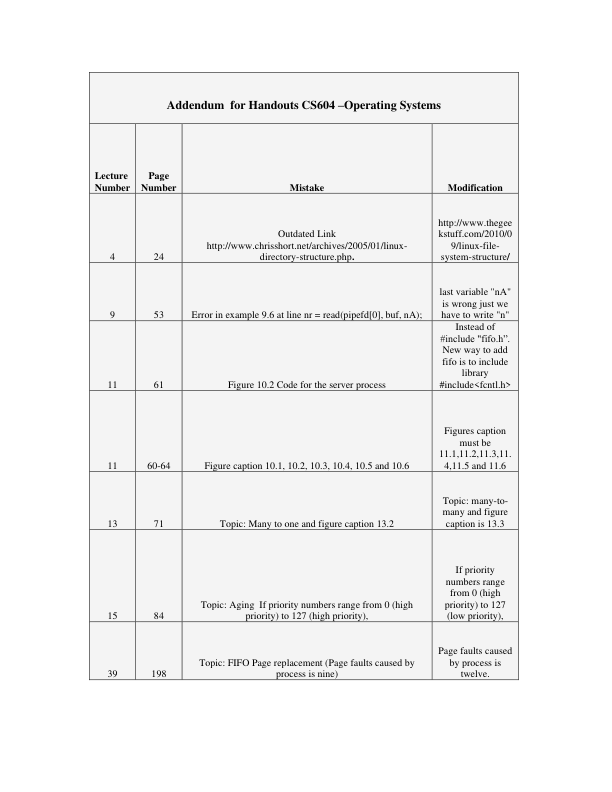 Addendum  for Handouts CS604 –Operating Systems
Lecture
Number
Page
Number
Mistake
Modification
4
24
Outdated Link
http://www.chrisshort.net/archives/2005/01/linux-
directory-structure.php.
http://www.thegee
kstuff.com/2010/0
9/linux-file-
system-structure/
9
53
Error in example 9.6 at line nr = read(pipefd[0], buf, nA);
last variable "nA"
is wrong just we
have to write "n"
11
61
Figure 10.2 Code for the server process
Instead of
#include "fifo.h".
New way to add
fifo is to include
library
#include<fcntl.h>
11
60-64
Figure caption 10.1, 10.2, 10.3, 10.4, 10.5 and 10.6
Figures caption
must be
11.1,11.2,11.3,11.
4,11.5 and 11.6
13
71
Topic: Many to one and figure caption 13.2
Topic: many-to-
many and figure
caption is 13.3
15
84
Topic: Aging  If priority numbers range from 0 (high
priority) to 127 (high priority),
If priority
numbers range
from 0 (high
priority) to 127
(low priority),
39
198
Topic: FIFO Page replacement (Page faults caused by
process is nine)
Page faults caused
by process is
twelve.